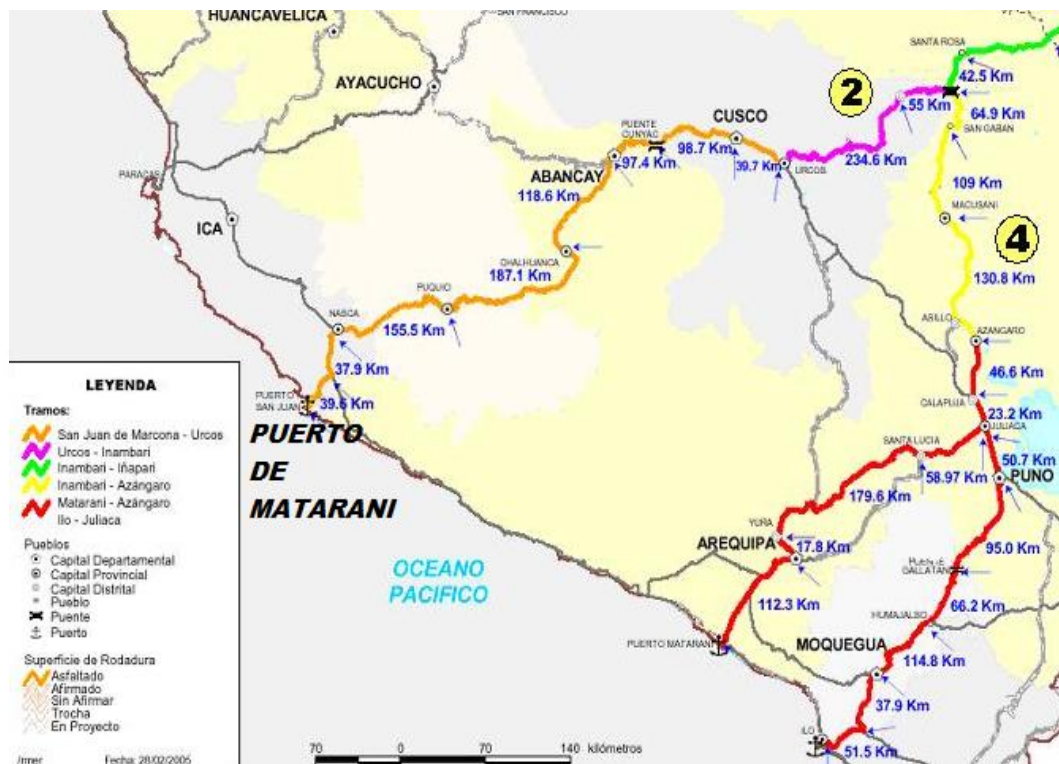 HUANCAVELICA
SAN FRANCISCO
AYACUCHO
SANTA ROSA
42.5 Km
2
55 Km
64.9 Km
CUSCO
PUENTE
CUNYAC
98.7 Km
SAN GABAN
97.4 Km
39.7 Km
URCOS
234.6 Km
ABANCAY
118.6 Km
PARACAS
109 Km
MACUSANI
ICA
CHALHUANCA
4
187.1 Km
130.8 Km
PUQUIO
NASCA
155.5 Km
ASILLO
AZANGARO
37.9 Km
46.6 Km
PUERTO
SAN JUAN
39.6 Km
CALAPUJA
23.2 Km
JULIACA
PUERTO
DE
MATARANI
SANTA LUCIA
50.7 Km
58.97 Km
PUNO
179.6 Km
YURA
AREQUIPA
17.8 Km
95.0 Km
OCEANO
PACIFICO
112.3 Km
66.2 Km
HUMAJALSO
PUERTO MATARANI
MOQUEGUA
114.8 Km
37.9 Km
ILO
51.5 Km
LEYENDA
Tramos:
San Juan de Marcona - Urcos
Urcos - Inambari
Inambari - Iñapari
Inambari - Azángaro
Matarani - Azángaro
Ilo - Juliaca
Pueblos
Capital Departamental
Capital Provincial
Capital Distrital
Pueblo
Puente
Puerto
Superficie de Rodadura
Asfaltado
Afirmado
Sin Afirmar
Trocha
En Proyecto
Fecha: 28/02/2005
70 0 70 140 kilómetros